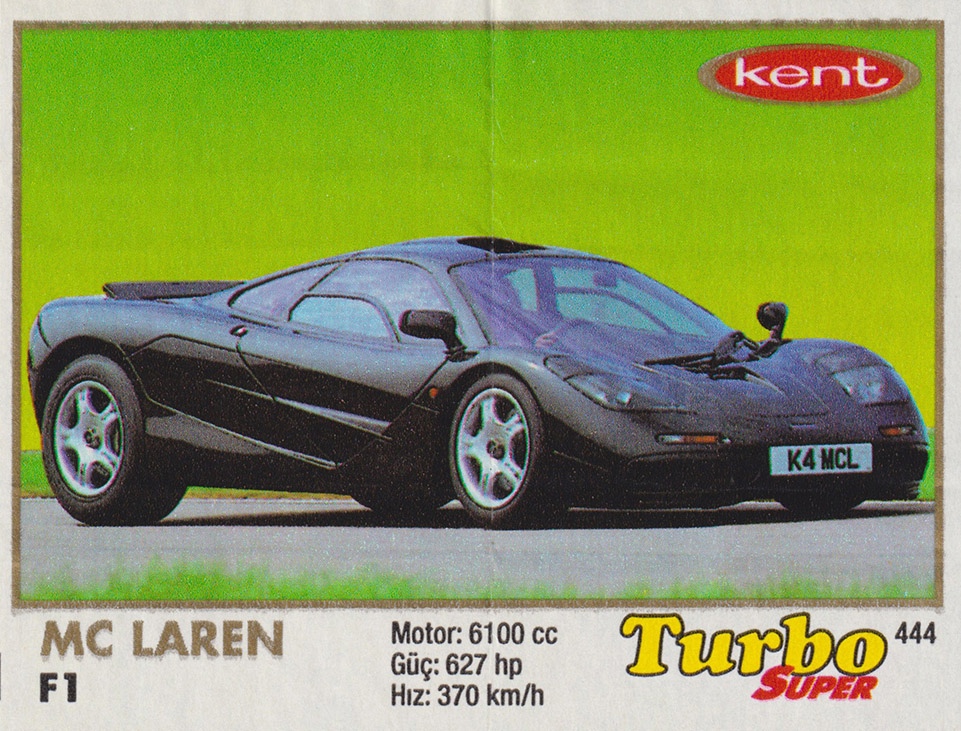 kent
K4 MCL
MC LAREN
F1
Motor: 6100 cc
Güç: 627 hp
Hız: 370 km/h
Turbo
SUPER
444